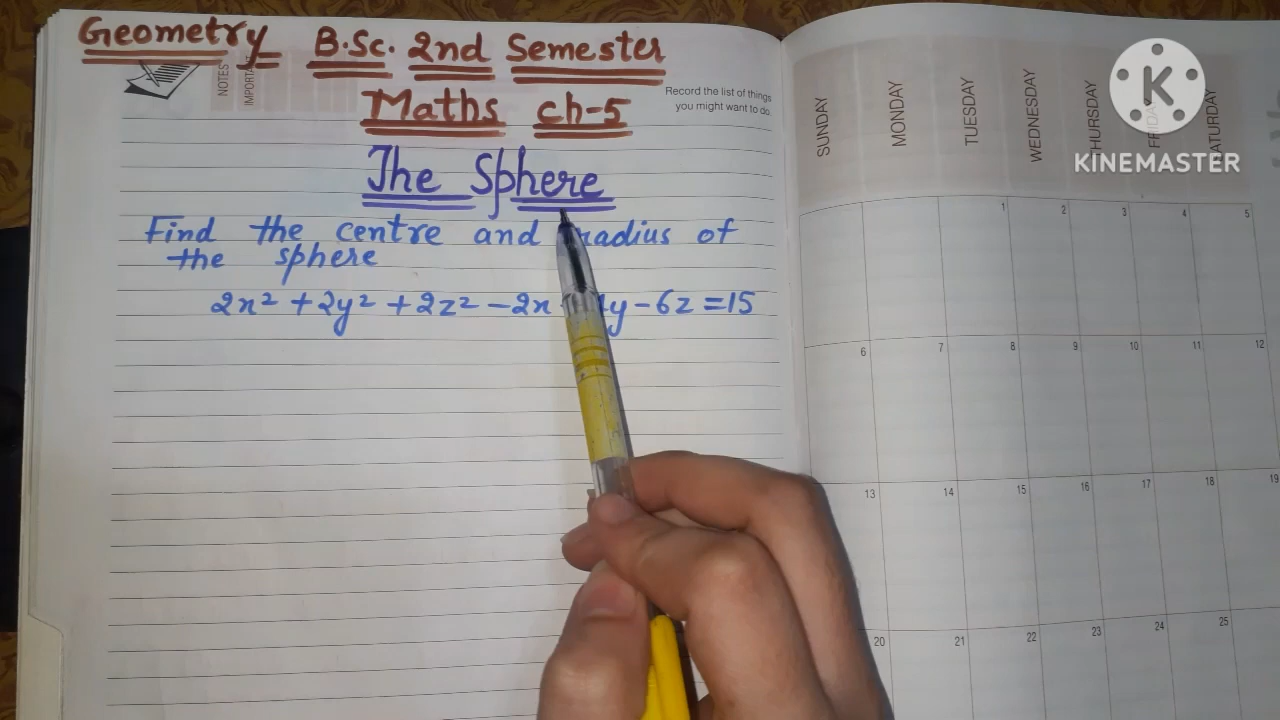 Geometry B.Sc. 2nd Semester
NOTES
IMPORTANT
Record the list of things
you might want to do
Maths ch-5
The Sphere
Find the centre and radius of
the sphere
2x² + 2y² + 2z² - 2x y - 6z = 15
SUNDAY MONDAY TUESDAY WEDNESDAY THURSDAY
K
KINEMASTER
1 2 3 4 5
6 7 8 9 10 11 12
13 14 15 16 17 18 19
20 21 22 23 24 25